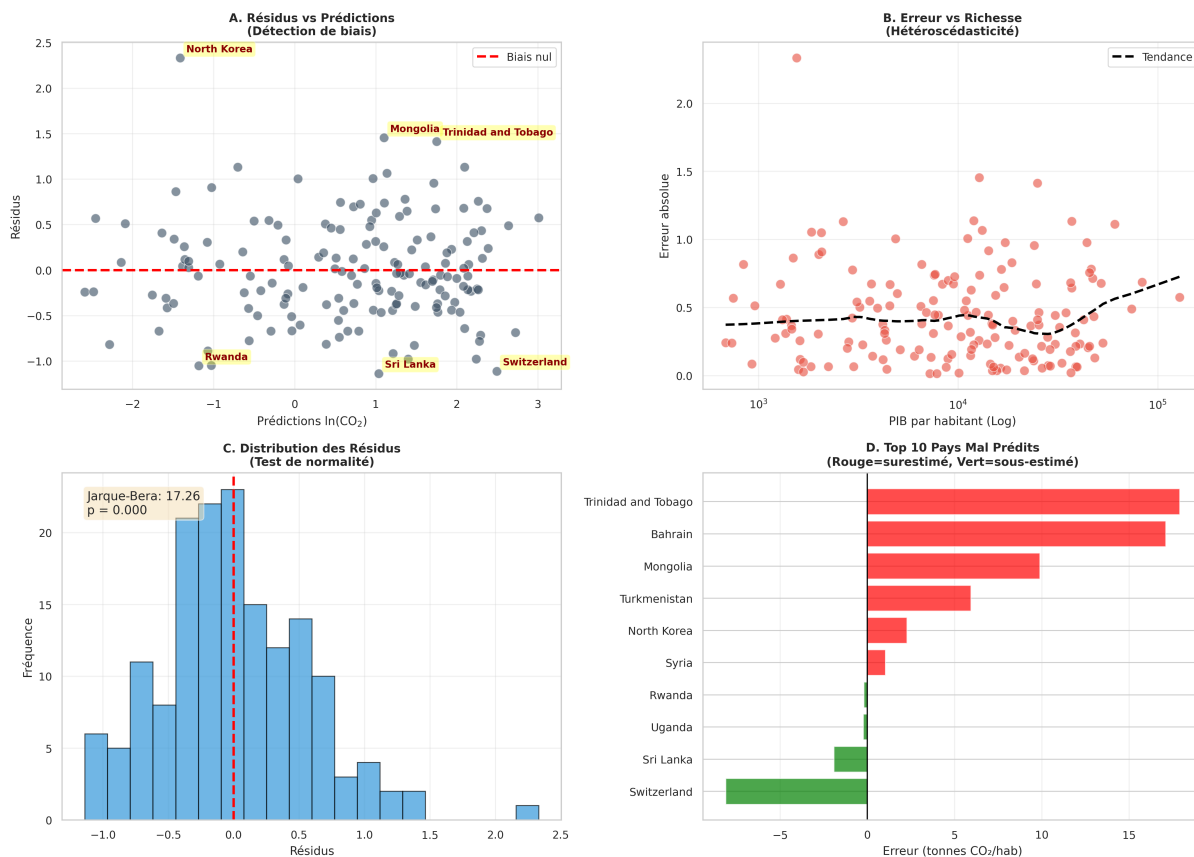 A. Résidus vs Prédictions
(Détection de biais)
2.5
2.0
1.5
1.0
0.5
0.0
−0.5
−1.0
Résidus
North Korea
Mongolia
Trinidad and Tobago
Rwanda
Sri Lanka
Switzerland
Biais nul
−2
−1
0
1
2
3
Prédictions ln(CO₂)
B. Erreur vs Richesse
(Hétéroscédasticité)
2.0
1.5
1.0
0.5
0.0
Erreur absolue
Tendance
10³
10⁴
10⁵
PIB par habitant (Log)
C. Distribution des Résidus
(Test de normalité)
Jarque-Bera: 17.26
p = 0.000
20
15
10
5
0
Fréquence
−1.0
−0.5
0.0
0.5
1.0
1.5
2.0
2.5
Résidus
D. Top 10 Pays Mal Prédits
(Rouge=surestimé, Vert=sous-estimé)
Trinidad and Tobago
Bahrain
Mongolia
Turkmenistan
North Korea
Syria
Rwanda
Uganda
Sri Lanka
Switzerland
−5
0
5
10
15
Erreur (tonnes CO₂/hab)